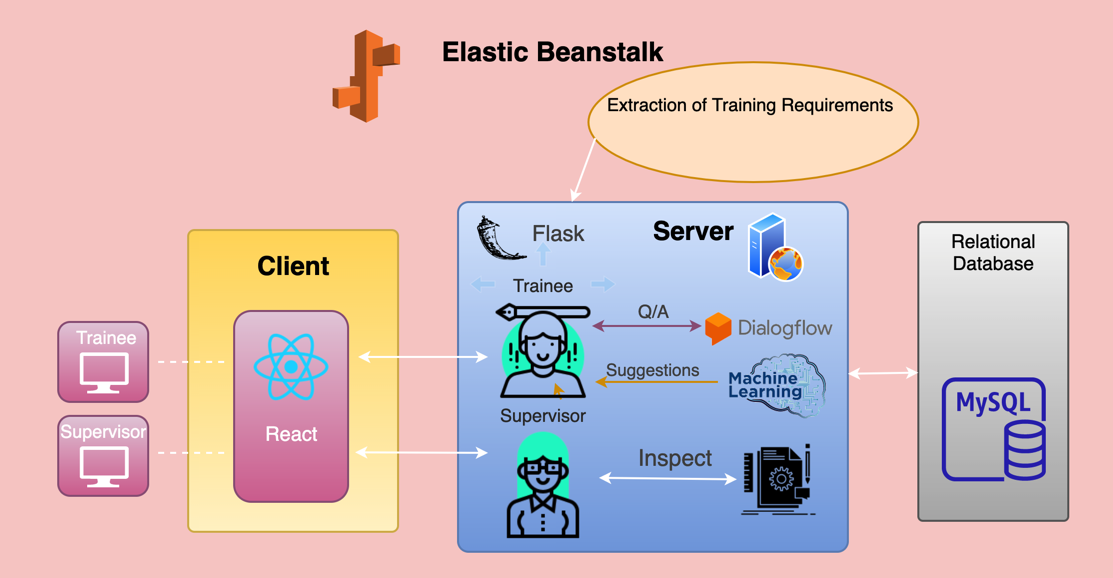 Elastic Beanstalk
Extraction of Training Requirements
Flask
Server
Relational
Database
Client
Trainee
Q/A
Dialogflow
Trainee
Suggestions
Machine
Learning
MySQL
Supervisor
Supervisor
React
Inspect